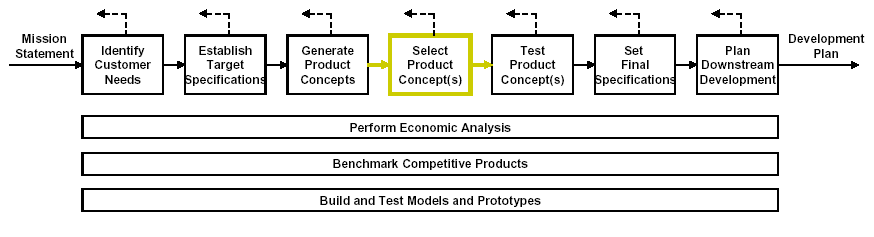 Mission
Statement
Identify
Customer
Needs
Establish
Target
Specifications
Generate
Product
Concepts
Select
Product
Concept(s)
Test
Product
Concept(s)
Set
Final
Specifications
Plan
Downstream
Development
Development
Plan
Perform Economic Analysis
Benchmark Competitive Products
Build and Test Models and Prototypes